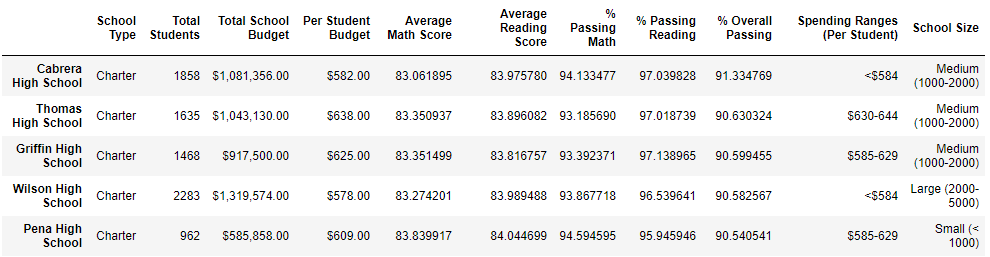 School Type Total Students Total School Budget Per Student Budget Average Math Score Average Reading Score % Passing Math % Passing Reading % Overall Passing Spending Ranges (Per Student) School Size
Cabrera High School Charter 1858 $1,081,356.00 $582.00 83.061895 83.975780 94.133477 97.039828 91.334769 <$584 Medium (1000-2000)
Thomas High School Charter 1635 $1,043,130.00 $638.00 83.350937 83.896082 93.185690 97.018739 90.630324 $630-644 Medium (1000-2000)
Griffin High School Charter 1468 $917,500.00 $625.00 83.351499 83.816757 93.392371 97.138965 90.599455 $585-629 Medium (1000-2000)
Wilson High School Charter 2283 $1,319,574.00 $578.00 83.274201 83.989488 93.867718 96.539641 90.582567 <$584 Large (2000-5000)
Pena High School Charter 962 $585,858.00 $609.00 83.839917 84.044699 94.594595 95.945946 90.540541 $585-629 Small (<1000)